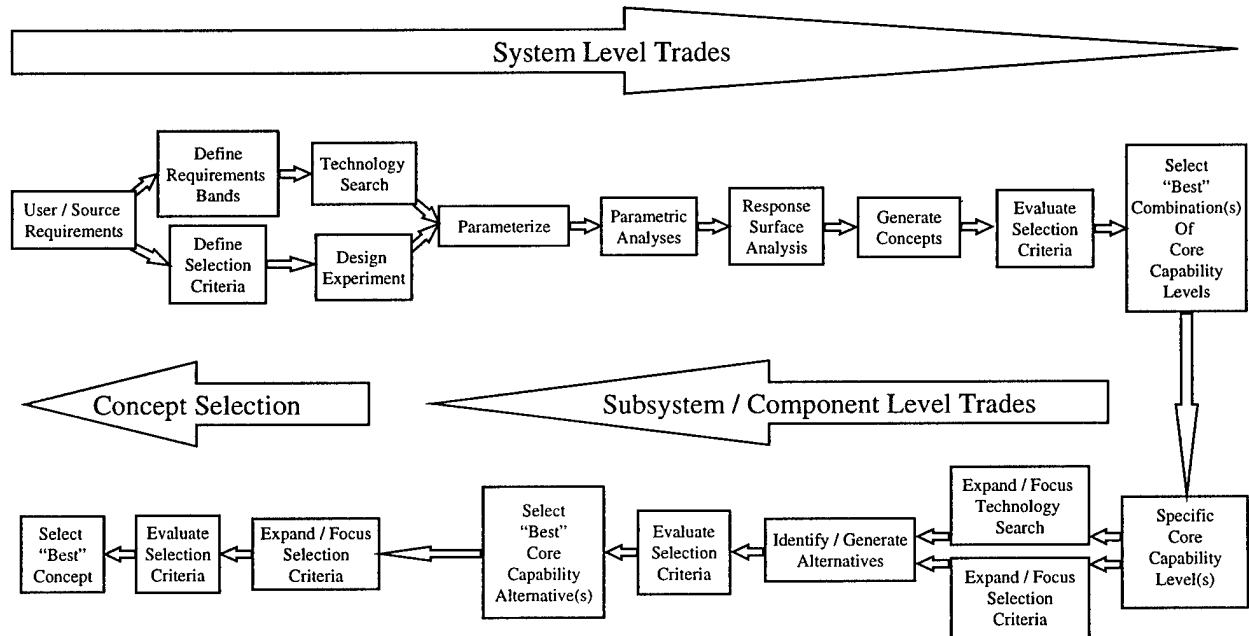 System Level Trades
User / Source
Requirements
Define
Requirements
Bands
Define
Selection
Criteria
Technology
Search
Design
Experiment
Parameterize
Parametric
Analyses
Response
Surface
Analysis
Generate
Concepts
Evaluate
Selection
Criteria
Select
“Best”
Combination(s)
Of
Core
Capability
Levels
Concept Selection
Subsystem / Component Level Trades
Specific
Core
Capability
Level(s)
Expand / Focus
Technology
Search
Expand / Focus
Selection
Criteria
Identify / Generate
Alternatives
Evaluate
Selection
Criteria
Select
“Best”
Core
Capability
Alternative(s)
Expand / Focus
Selection
Criteria
Evaluate
Selection
Criteria
Select
“Best”
Concept